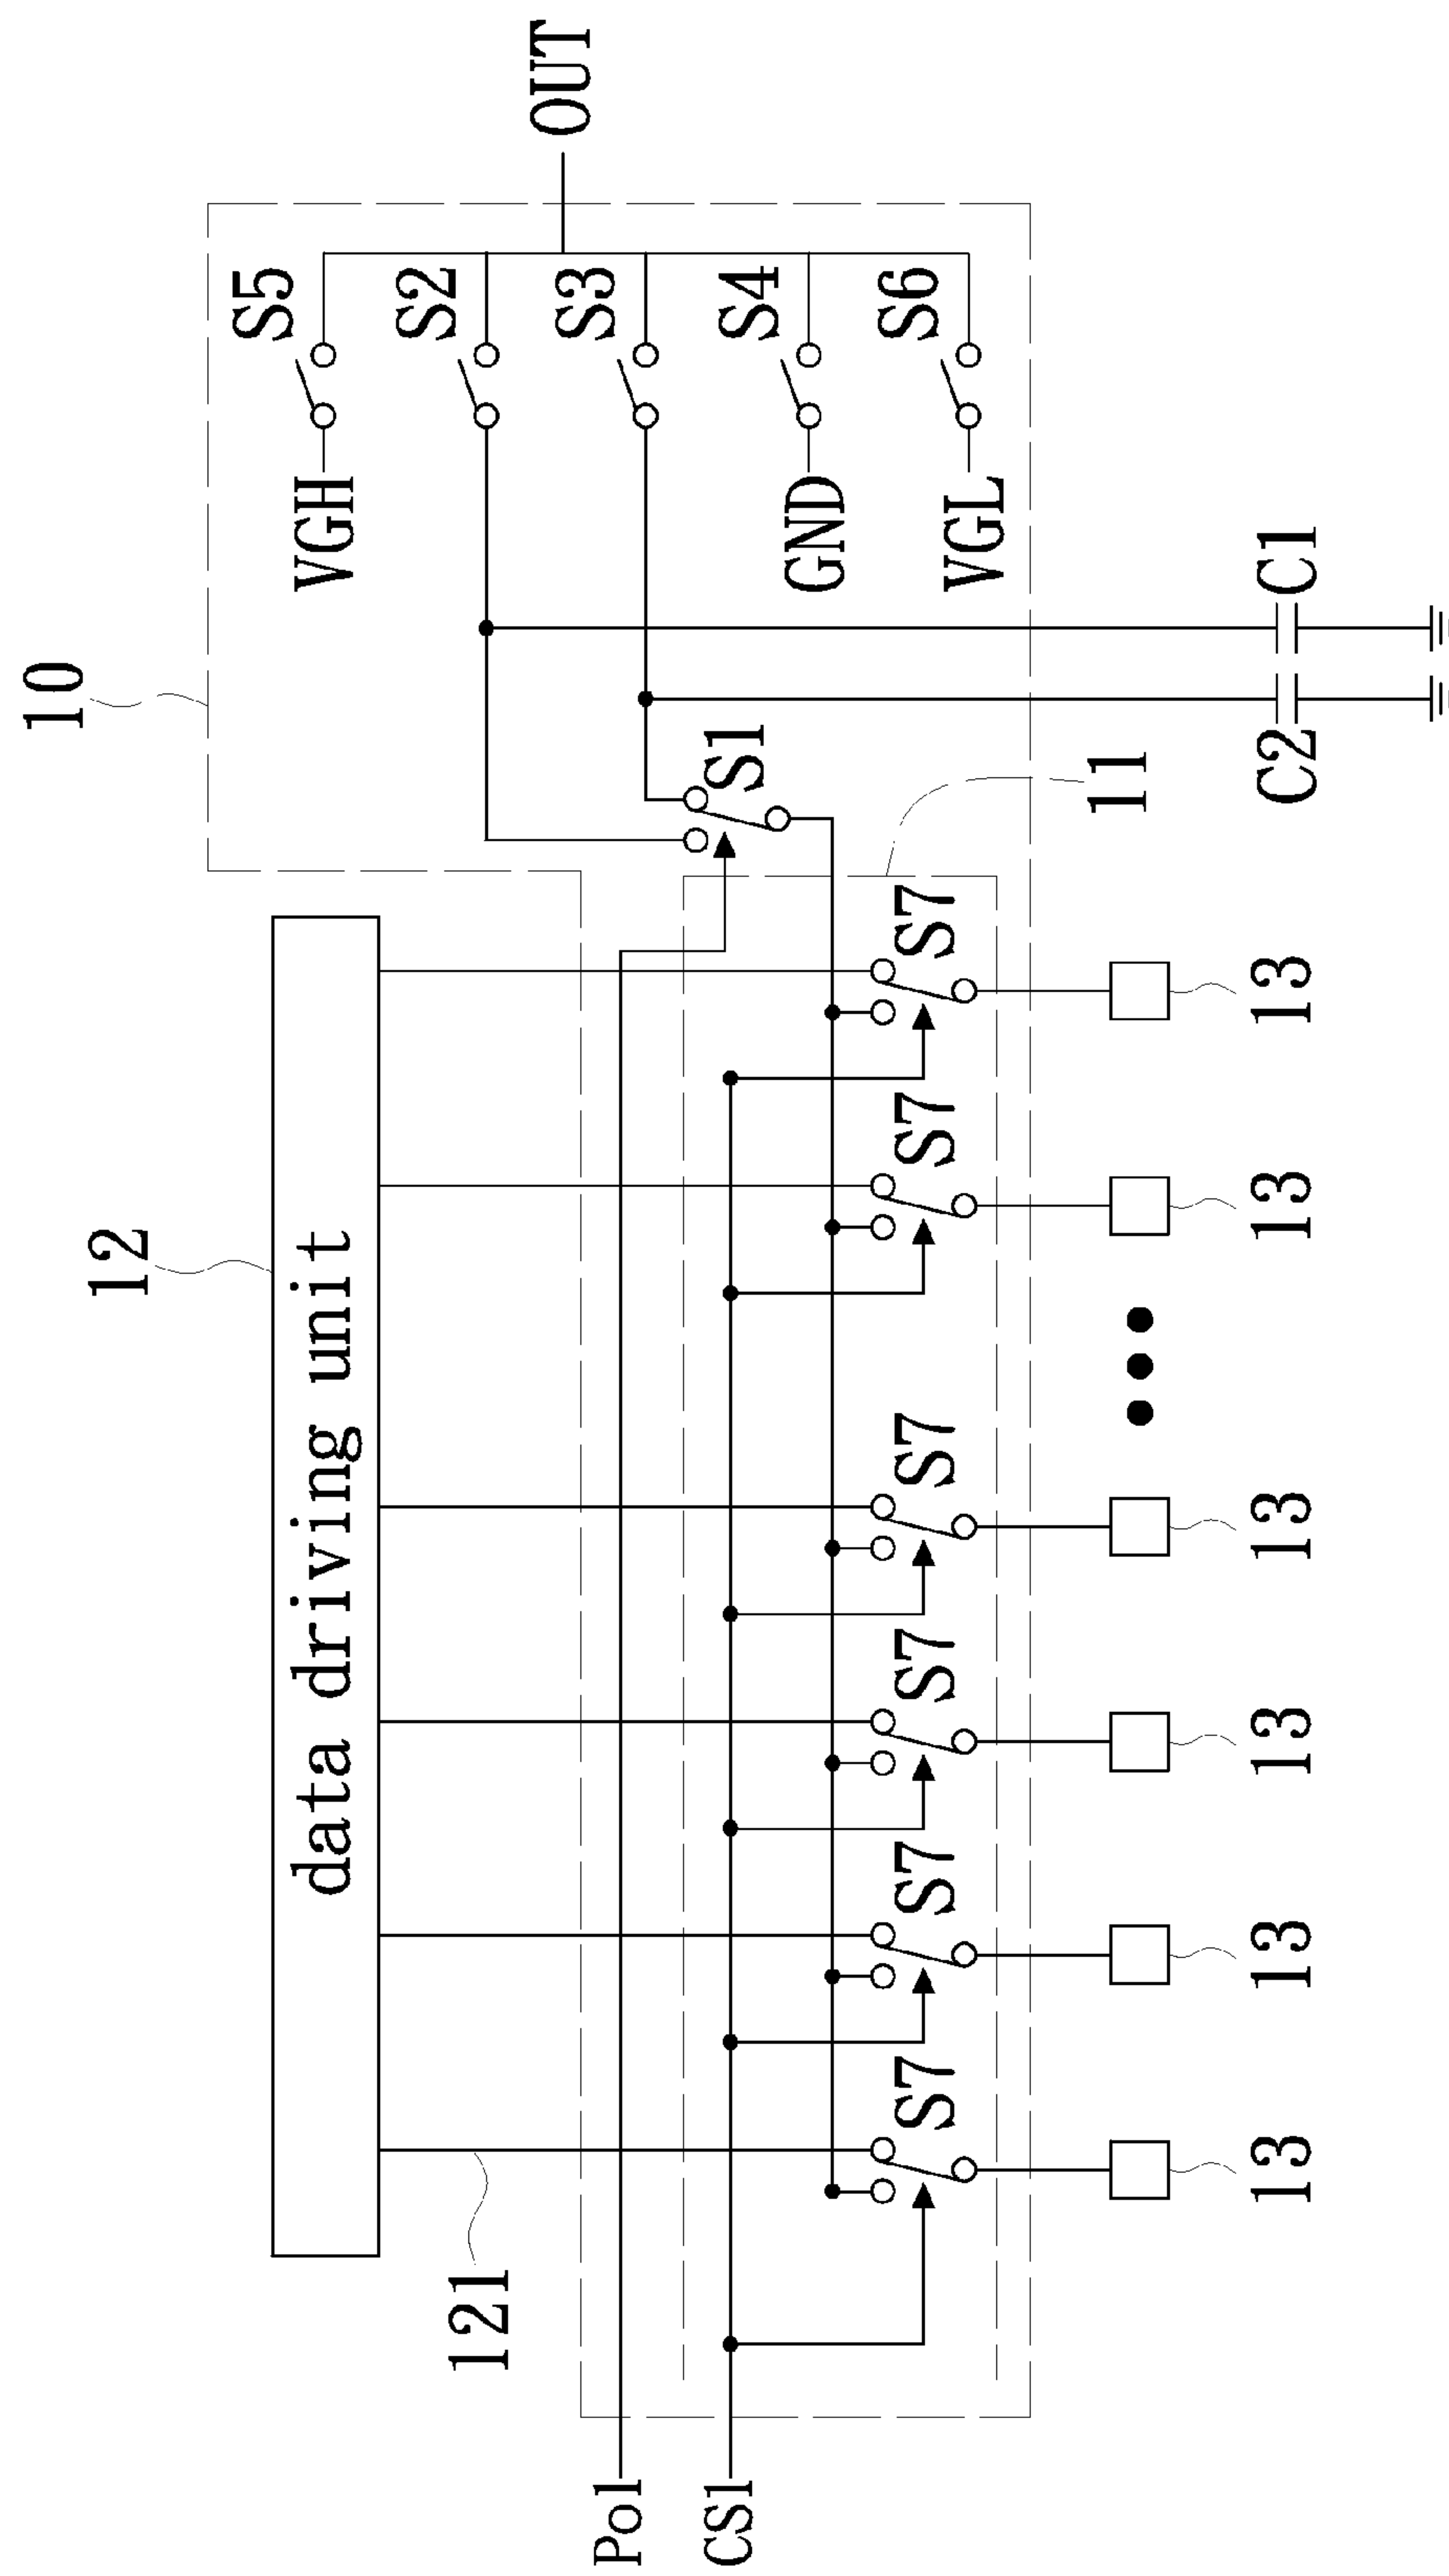 10
12
S5
data driving unit
VGH
S2
121
OUT
S3
Pol
CS1
S1
S4
GND
S7
S7
S7
S7
S7
S7
S6
VGL
11
13
13
13
13
13
13
C2
C1